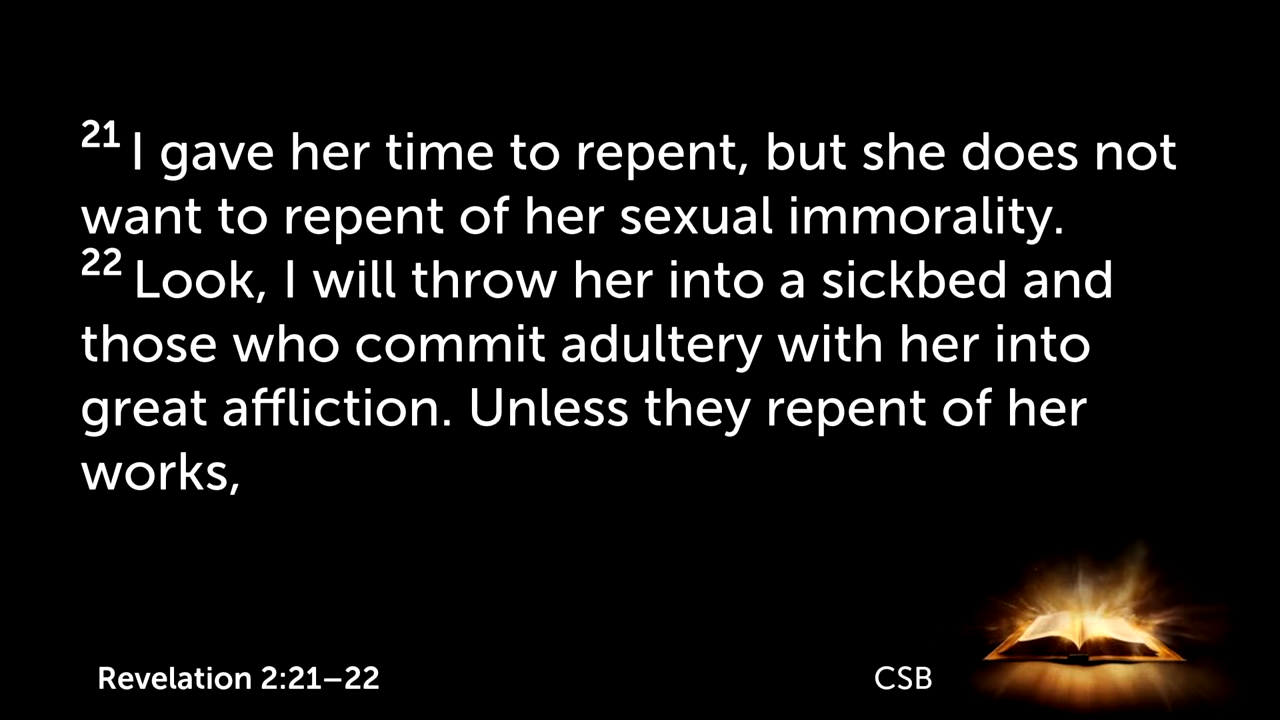 21 I gave her time to repent, but she does not
want to repent of her sexual immorality.
22 Look, I will throw her into a sickbed and
those who commit adultery with her into
great affliction. Unless they repent of her
works,
Revelation 2:21–22
CSB